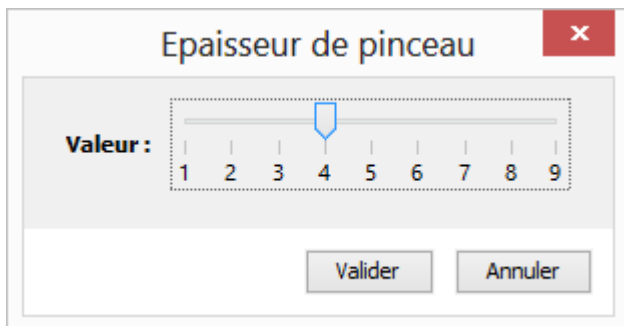 Epaisseur de pinceau
Valeur :
1 2 3 4 5 6 7 8 9
Valider Annuler